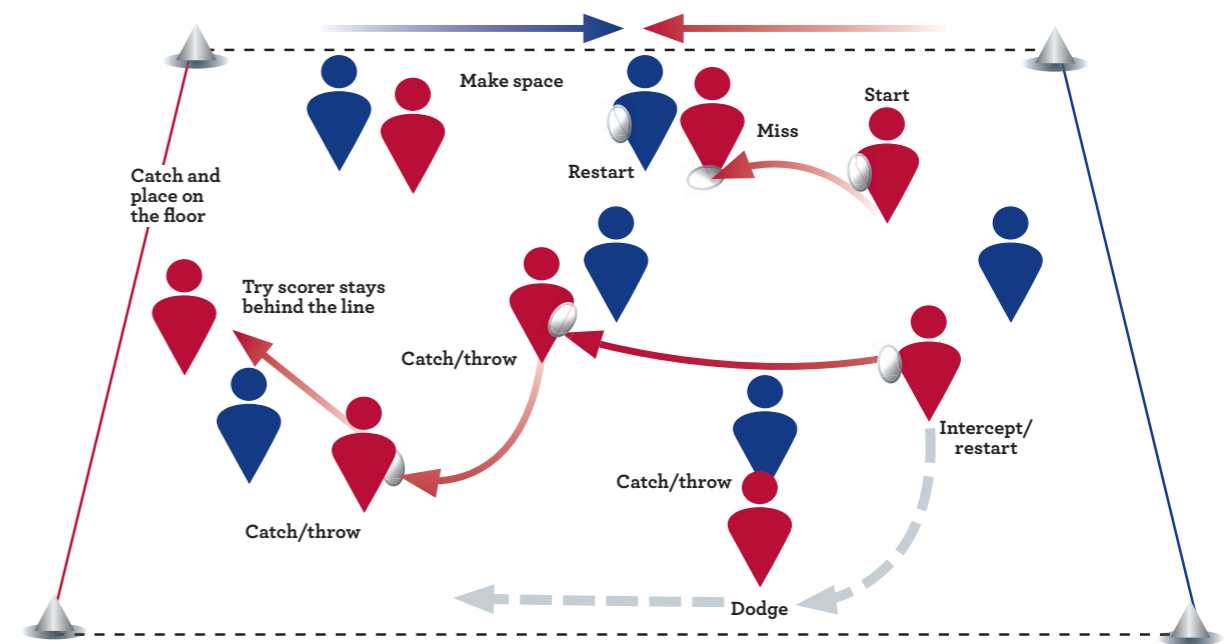 Make space
Start
Miss
Restart
Catch and
place on
the floor
Try scorer stays
behind the line
Catch/throw
Intercept/
restart
Catch/throw
Catch/throw
Dodge